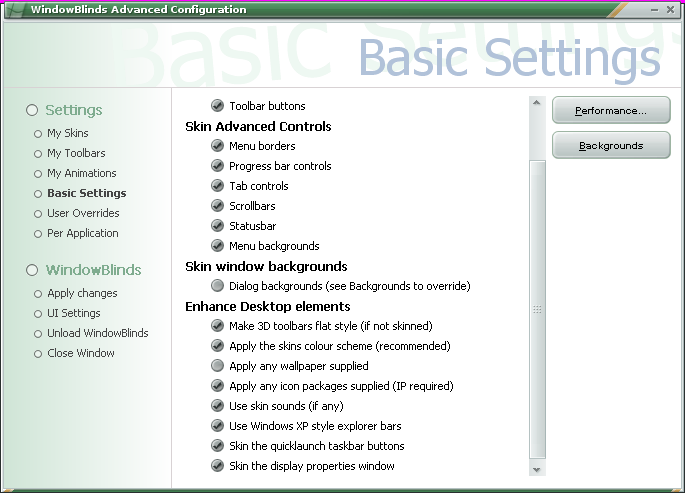 WindowBlinds Advanced Configuration
Basic Settings
Basic Settings
Settings
My Skins
My Toolbars
My Animations
Basic Settings
User Overrides
Per Application
WindowBlinds
Apply changes
UI Settings
Unload WindowBlinds
Close Window
Toolbar buttons
Skin Advanced Controls
Menu borders
Progress bar controls
Tab controls
Scrollbars
Statusbar
Menu backgrounds
Skin window backgrounds
Dialog backgrounds (see Backgrounds to override)
Enhance Desktop elements
Make 3D toolbars flat style (if not skinned)
Apply the skins colour scheme (recommended)
Apply any wallpaper supplied
Apply any icon packages supplied (IP required)
Use skin sounds (if any)
Use Windows XP style explorer bars
Skin the quicklaunch taskbar buttons
Skin the display properties window
Performance...
Backgrounds